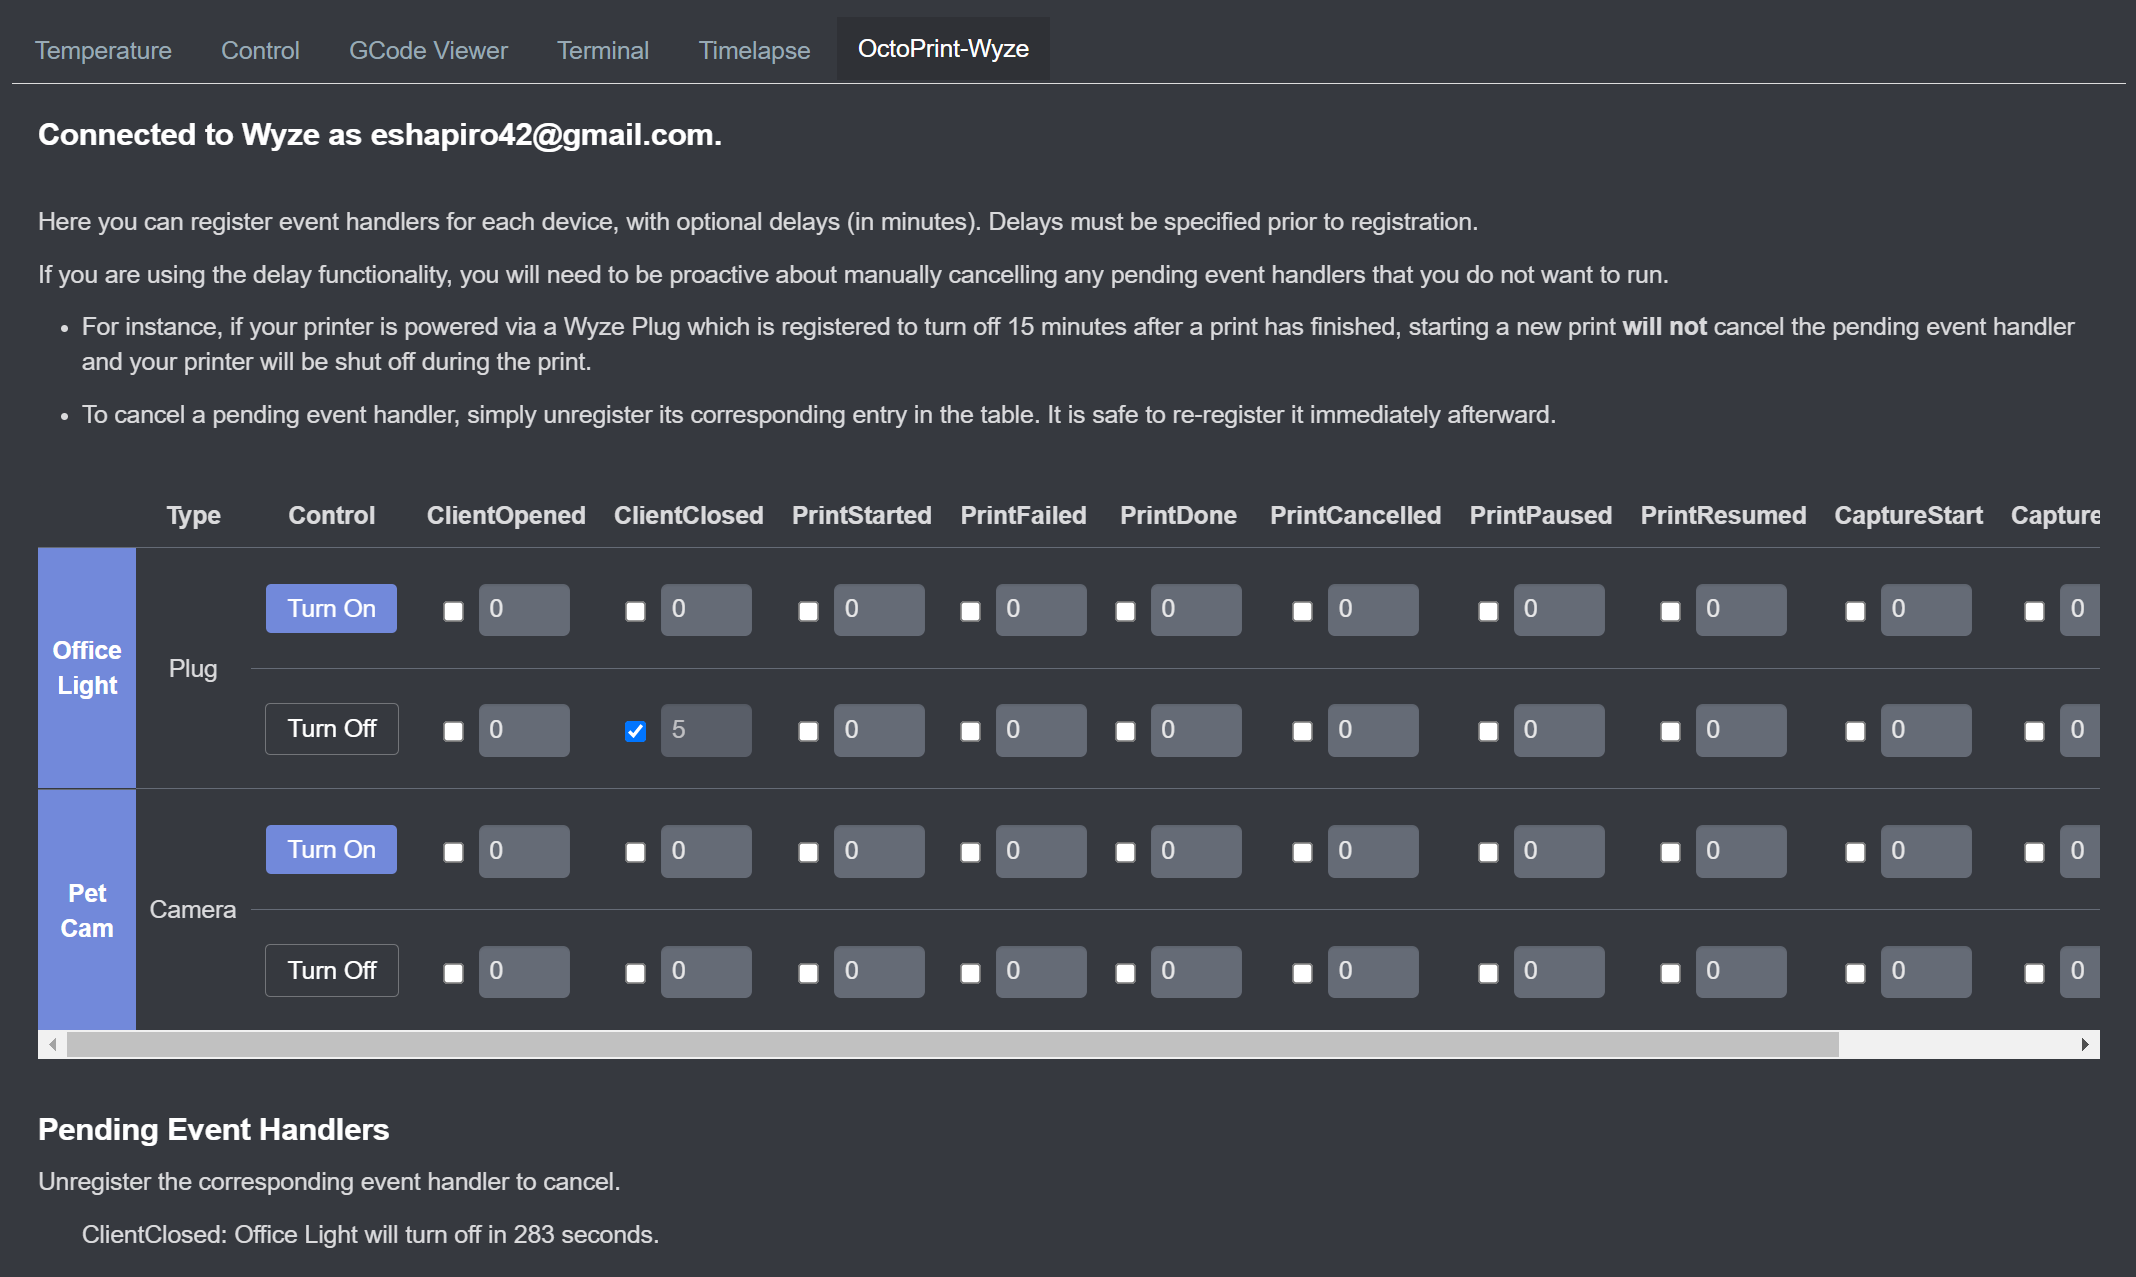 Temperature Control GCode Viewer Terminal Timelapse OctoPrint-Wyze
Connected to Wyze as eshapiro42@gmail.com.
Here you can register event handlers for each device, with optional delays (in minutes). Delays must be specified prior to registration.
If you are using the delay functionality, you will need to be proactive about manually cancelling any pending event handlers that you do not want to run.
• For instance, if your printer is powered via a Wyze Plug which is registered to turn off 15 minutes after a print has finished, starting a new print will not cancel the pending event handler
and your printer will be shut off during the print.
• To cancel a pending event handler, simply unregister its corresponding entry in the table. It is safe to re-register it immediately afterward.
Type Control ClientOpened ClientClosed PrintStarted PrintFailed PrintDone PrintCancelled PrintPaused PrintResumed CaptureStart Capture
Office
Light
Plug
Turn On 0 0 0 0 0 0 0 0 0 0
Turn Off 0 5 0 0 0 0 0 0 0 0
Pet
Cam
Camera
Turn On 0 0 0 0 0 0 0 0 0 0
Turn Off 0 0 0 0 0 0 0 0 0 0
Pending Event Handlers
Unregister the corresponding event handler to cancel.
ClientClosed: Office Light will turn off in 283 seconds.